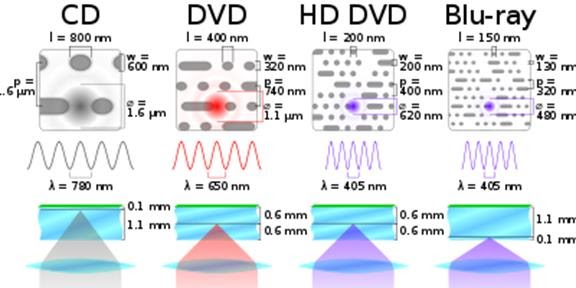 CD DVD HD DVD Blu-ray
l = 800 nm l = 400 nm l = 200 nm l = 150 nm
w = w = w = w =
600 nm 320 nm 200 nm 130 nm
p = p = p = p =
1.6 µm 740 nm 400 nm 320 nm
⌀ = ⌀ = ⌀ = ⌀ =
1.6 µm 1.1 µm 620 nm 480 nm
λ = 780 nm λ = 650 nm λ = 405 nm λ = 405 nm
0.1 mm 0.6 mm 0.6 mm 1.1 mm
1.1 mm 0.6 mm 0.6 mm 0.1 mm